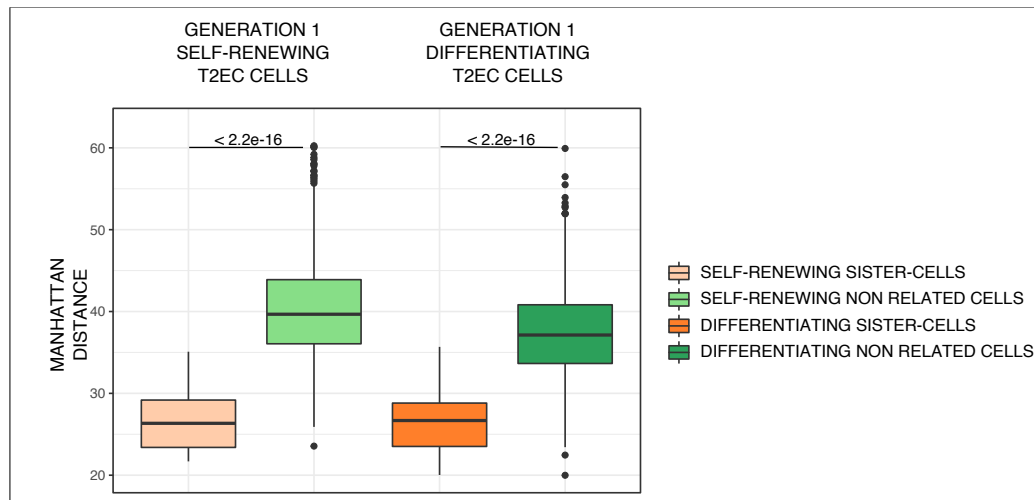 GENERATION 1
SELF-RENEWING
T2EC CELLS
GENERATION 1
DIFFERENTIATING
T2EC CELLS
< 2.2e-16
< 2.2e-16
60
50
40
30
20
MANHATTAN
DISTANCE
SELF-RENEWING SISTER-CELLS
SELF-RENEWING NON RELATED CELLS
DIFFERENTIATING SISTER-CELLS
DIFFERENTIATING NON RELATED CELLS